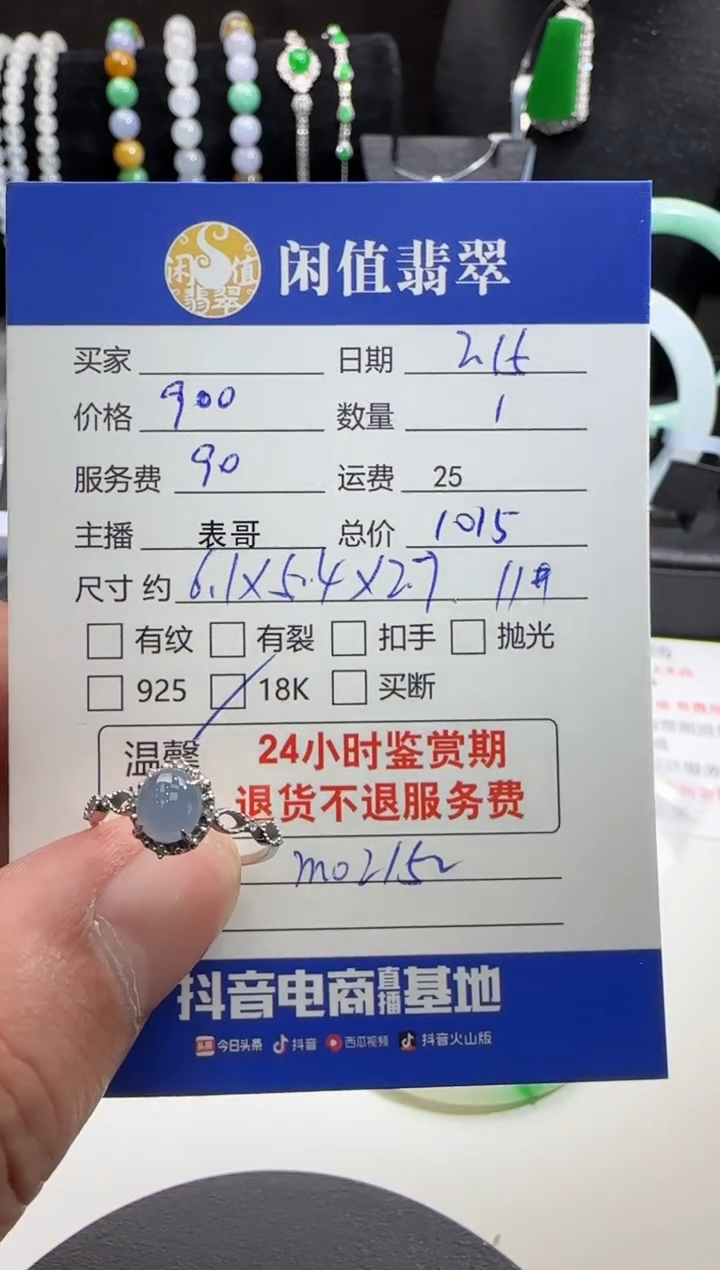 闲值翡翠
闲值翡翠
买家 日期 215
价格 900 数量 1
服务费 90 运费 25
主播 表哥 总价 1015
尺寸 约 6.1X5.4X2.7 11#
有纹 有裂 扣手 抛光
925 18K 买断
温馨 24小时鉴赏期
退货不退服务费
m02152
抖音电商直播基地
头条 今日头条 抖音 西瓜视频 抖音火山版